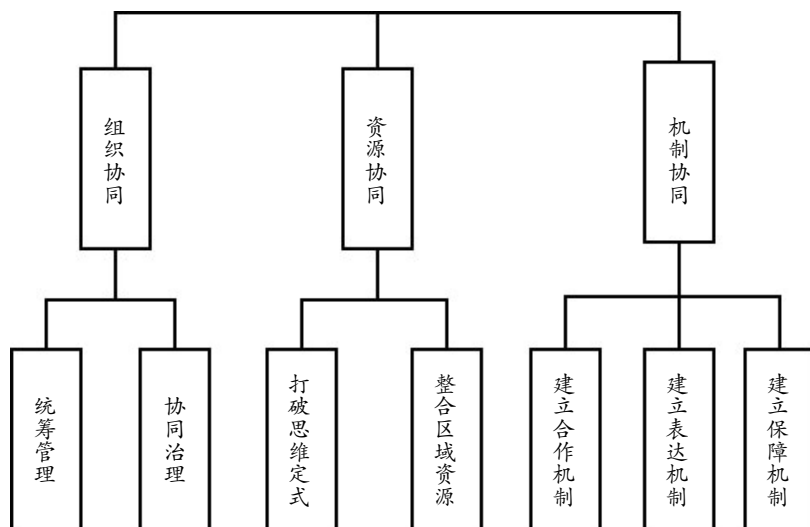 组织协同
资源协同
机制协同
统筹管理
协同治理
打破思维定式
整合区域资源
建立合作机制
建立表达机制
建立保障机制